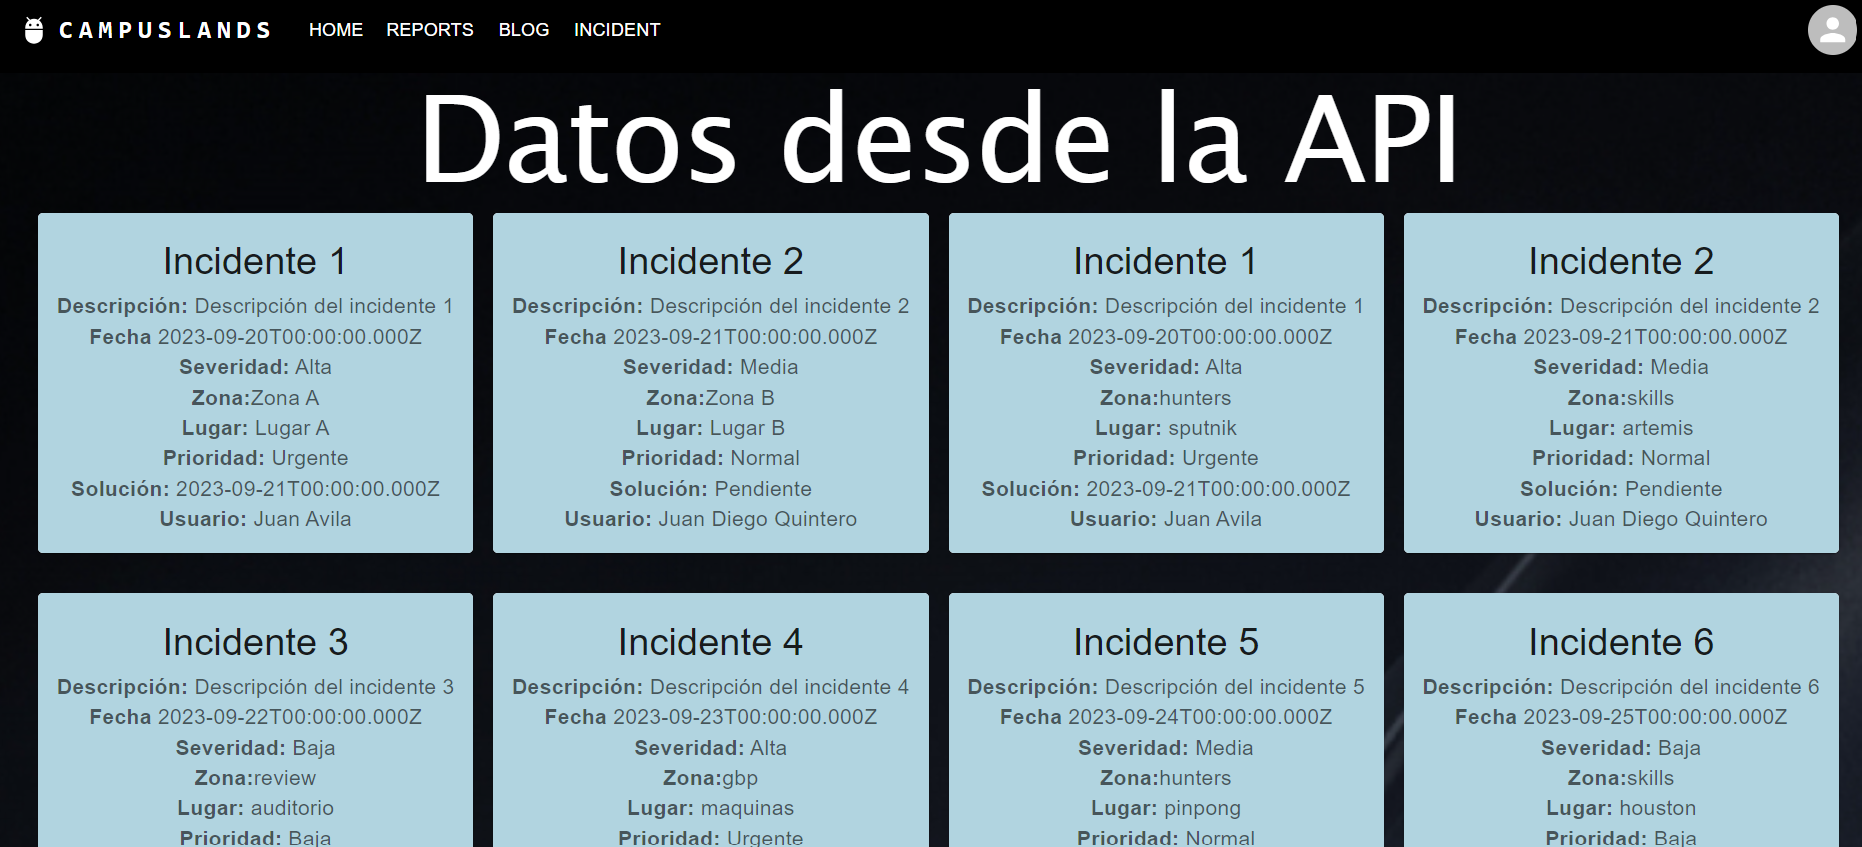 CAMPUSLANDS HOME REPORTS BLOG INCIDENT
Datos desde la API
Incidente 1
Descripción: Descripción del incidente 1
Fecha 2023-09-20T00:00:00.000Z
Severidad: Alta
Zona:Zona A
Lugar: Lugar A
Prioridad: Urgente
Solución: 2023-09-21T00:00:00.000Z
Usuario: Juan Avila
Incidente 2
Descripción: Descripción del incidente 2
Fecha 2023-09-21T00:00:00.000Z
Severidad: Media
Zona:Zona B
Lugar: Lugar B
Prioridad: Normal
Solución: Pendiente
Usuario: Juan Diego Quintero
Incidente 1
Descripción: Descripción del incidente 1
Fecha 2023-09-20T00:00:00.000Z
Severidad: Alta
Zona:hunters
Lugar: sputnik
Prioridad: Urgente
Solución: 2023-09-21T00:00:00.000Z
Usuario: Juan Avila
Incidente 2
Descripción: Descripción del incidente 2
Fecha 2023-09-21T00:00:00.000Z
Severidad: Media
Zona:skills
Lugar: artemis
Prioridad: Normal
Solución: Pendiente
Usuario: Juan Diego Quintero
Incidente 3
Descripción: Descripción del incidente 3
Fecha 2023-09-22T00:00:00.000Z
Severidad: Baja
Zona:review
Lugar: auditorio
Prioridad: Baja
Incidente 4
Descripción: Descripción del incidente 4
Fecha 2023-09-23T00:00:00.000Z
Severidad: Alta
Zona:gbp
Lugar: maquinas
Prioridad: Urgente
Incidente 5
Descripción: Descripción del incidente 5
Fecha 2023-09-24T00:00:00.000Z
Severidad: Media
Zona:hunters
Lugar: pinpong
Prioridad: Normal
Incidente 6
Descripción: Descripción del incidente 6
Fecha 2023-09-25T00:00:00.000Z
Severidad: Baja
Zona:skills
Lugar: houston
Prioridad: Baja